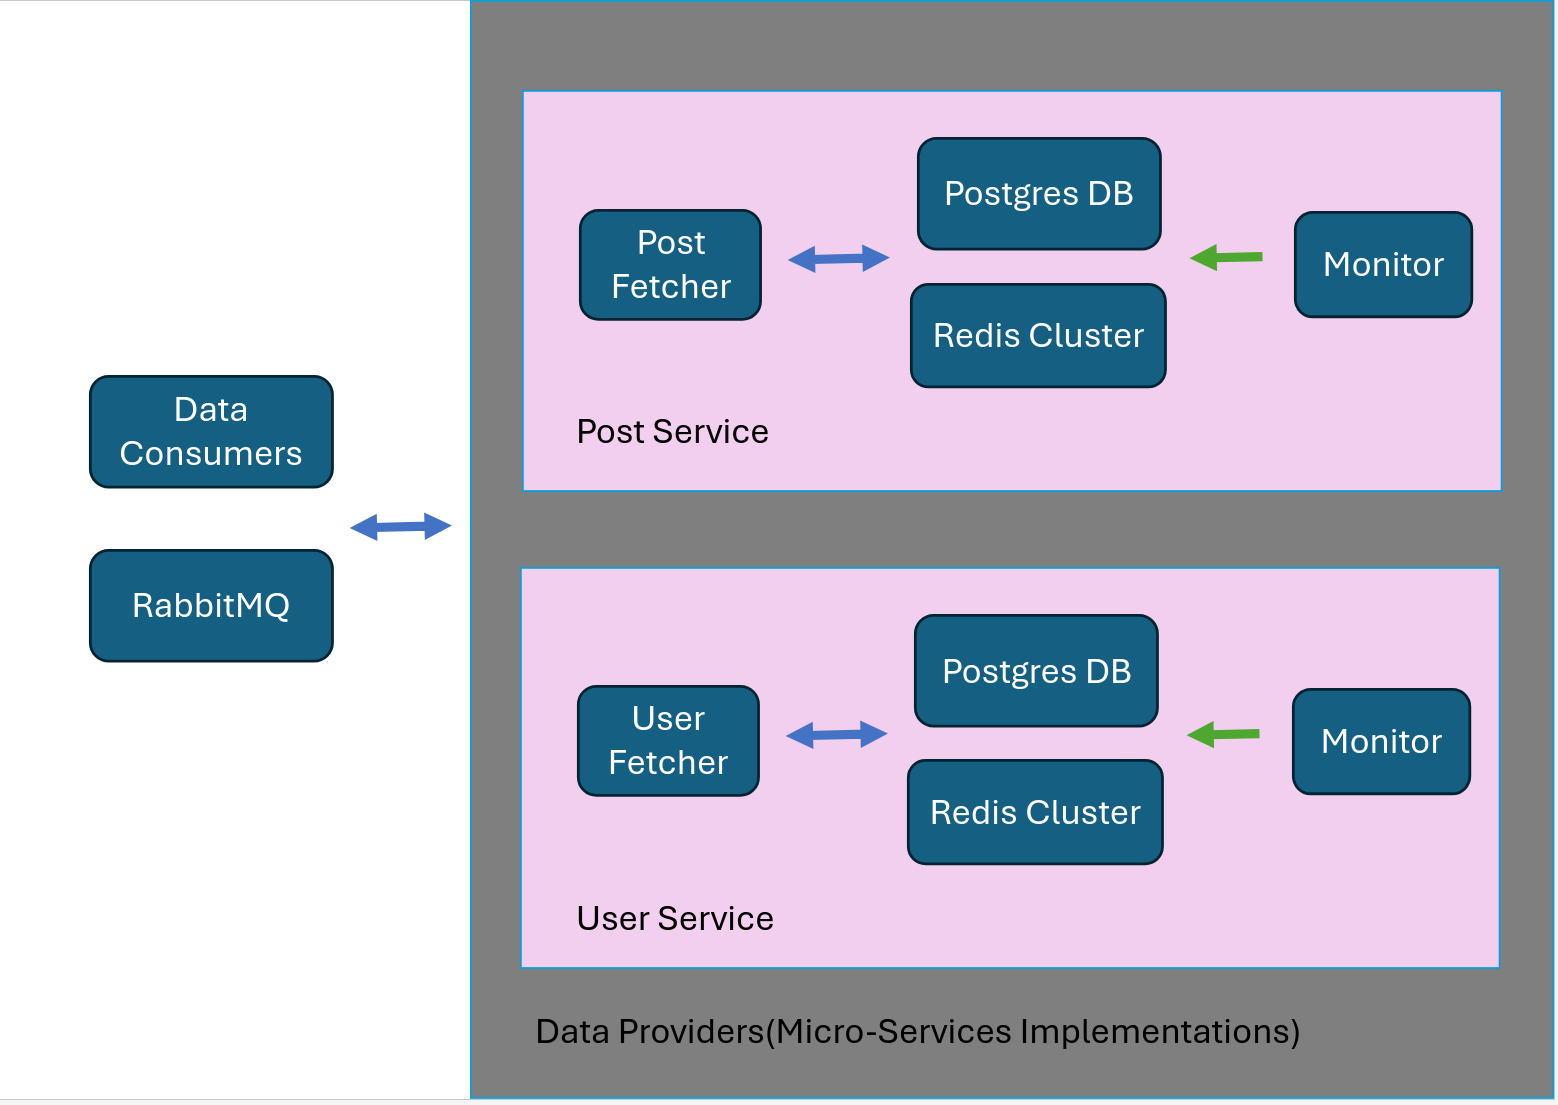 Data
Consumers
RabbitMQ
Post
Fetcher
Postgres DB
Redis Cluster
Monitor
Post Service
User
Fetcher
Postgres DB
Redis Cluster
Monitor
User Service
Data Providers(Micro-Services Implementations)